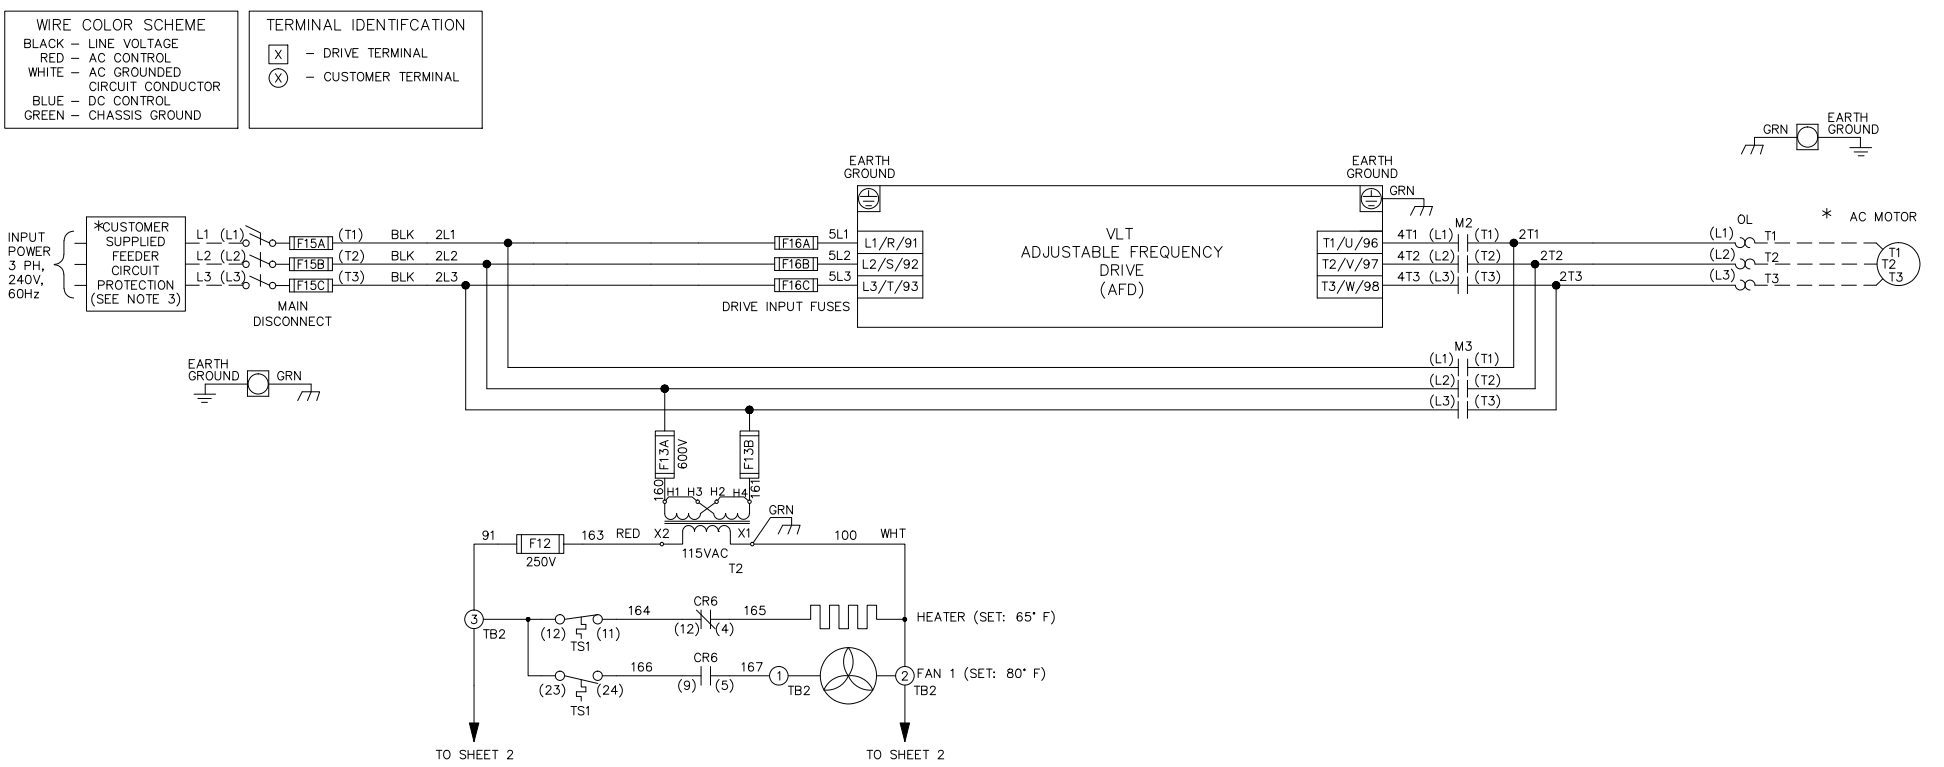 WIRE COLOR SCHEME
BLACK – LINE VOLTAGE
RED – AC CONTROL
WHITE – AC GROUNDED
CIRCUIT CONDUCTOR
BLUE – DC CONTROL
GREEN – CHASSIS GROUND
TERMINAL IDENTIFCATION
X – DRIVE TERMINAL
X – CUSTOMER TERMINAL
EARTH
GROUND
GRN
INPUT
POWER
3 PH,
240V,
60Hz
*CUSTOMER
SUPPLIED
FEEDER
CIRCUIT
PROTECTION
(SEE NOTE 3)
L1 (L1) F15A (T1) BLK 2L1 F16A 5L1 L1/R/91
L2 (L2) F15B (T2) BLK 2L2 F16B 5L2 L2/S/92
L3 (L3) F15C (T3) BLK 2L3 F16C 5L3 L3/T/93
MAIN
DISCONNECT
DRIVE INPUT FUSES
EARTH
GROUND
EARTH
GROUND
GRN
VLT
ADJUSTABLE FREQUENCY
DRIVE
(AFD)
M2
T1/U/96 4T1 (L1) (T1) 2T1
T2/V/97 4T2 (L2) (T2) 2T2
T3/W/98 4T3 (L3) (T3) 2T3
OL
(L1) T1
(L2) T2
(L3) T3
* AC MOTOR
T1
T2
T3
EARTH
GROUND
GRN
M3
(L1) (T1)
(L2) (T2)
(L3) (T3)
F13A
600V
F13B
160
161
H1 H3 H2 H4
GRN
91 F12 163 RED X2 X1 100 WHT
250V
115VAC
T2
3
TB2
(12) (11) 164 CR6 (12) (4) 165 HEATER (SET: 65° F)
TS1
(23) (24) 166 CR6 (9) (5) 167 1 TB2 2 TB2 FAN 1 (SET: 80° F)
TS1
TO SHEET 2
TO SHEET 2